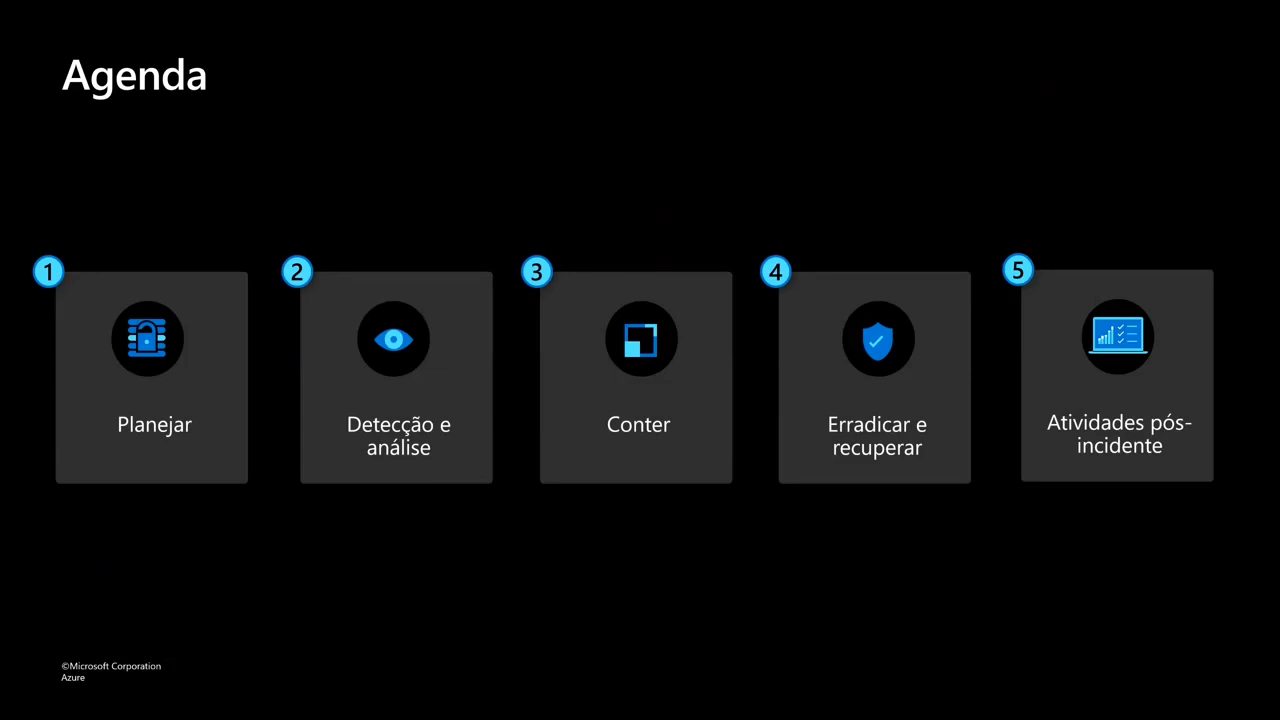 Agenda
1
Planejar
2
Detecção e
análise
3
Conter
4
Erradicar e
recuperar
5
Atividades pós-
incidente
©Microsoft Corporation
Azure